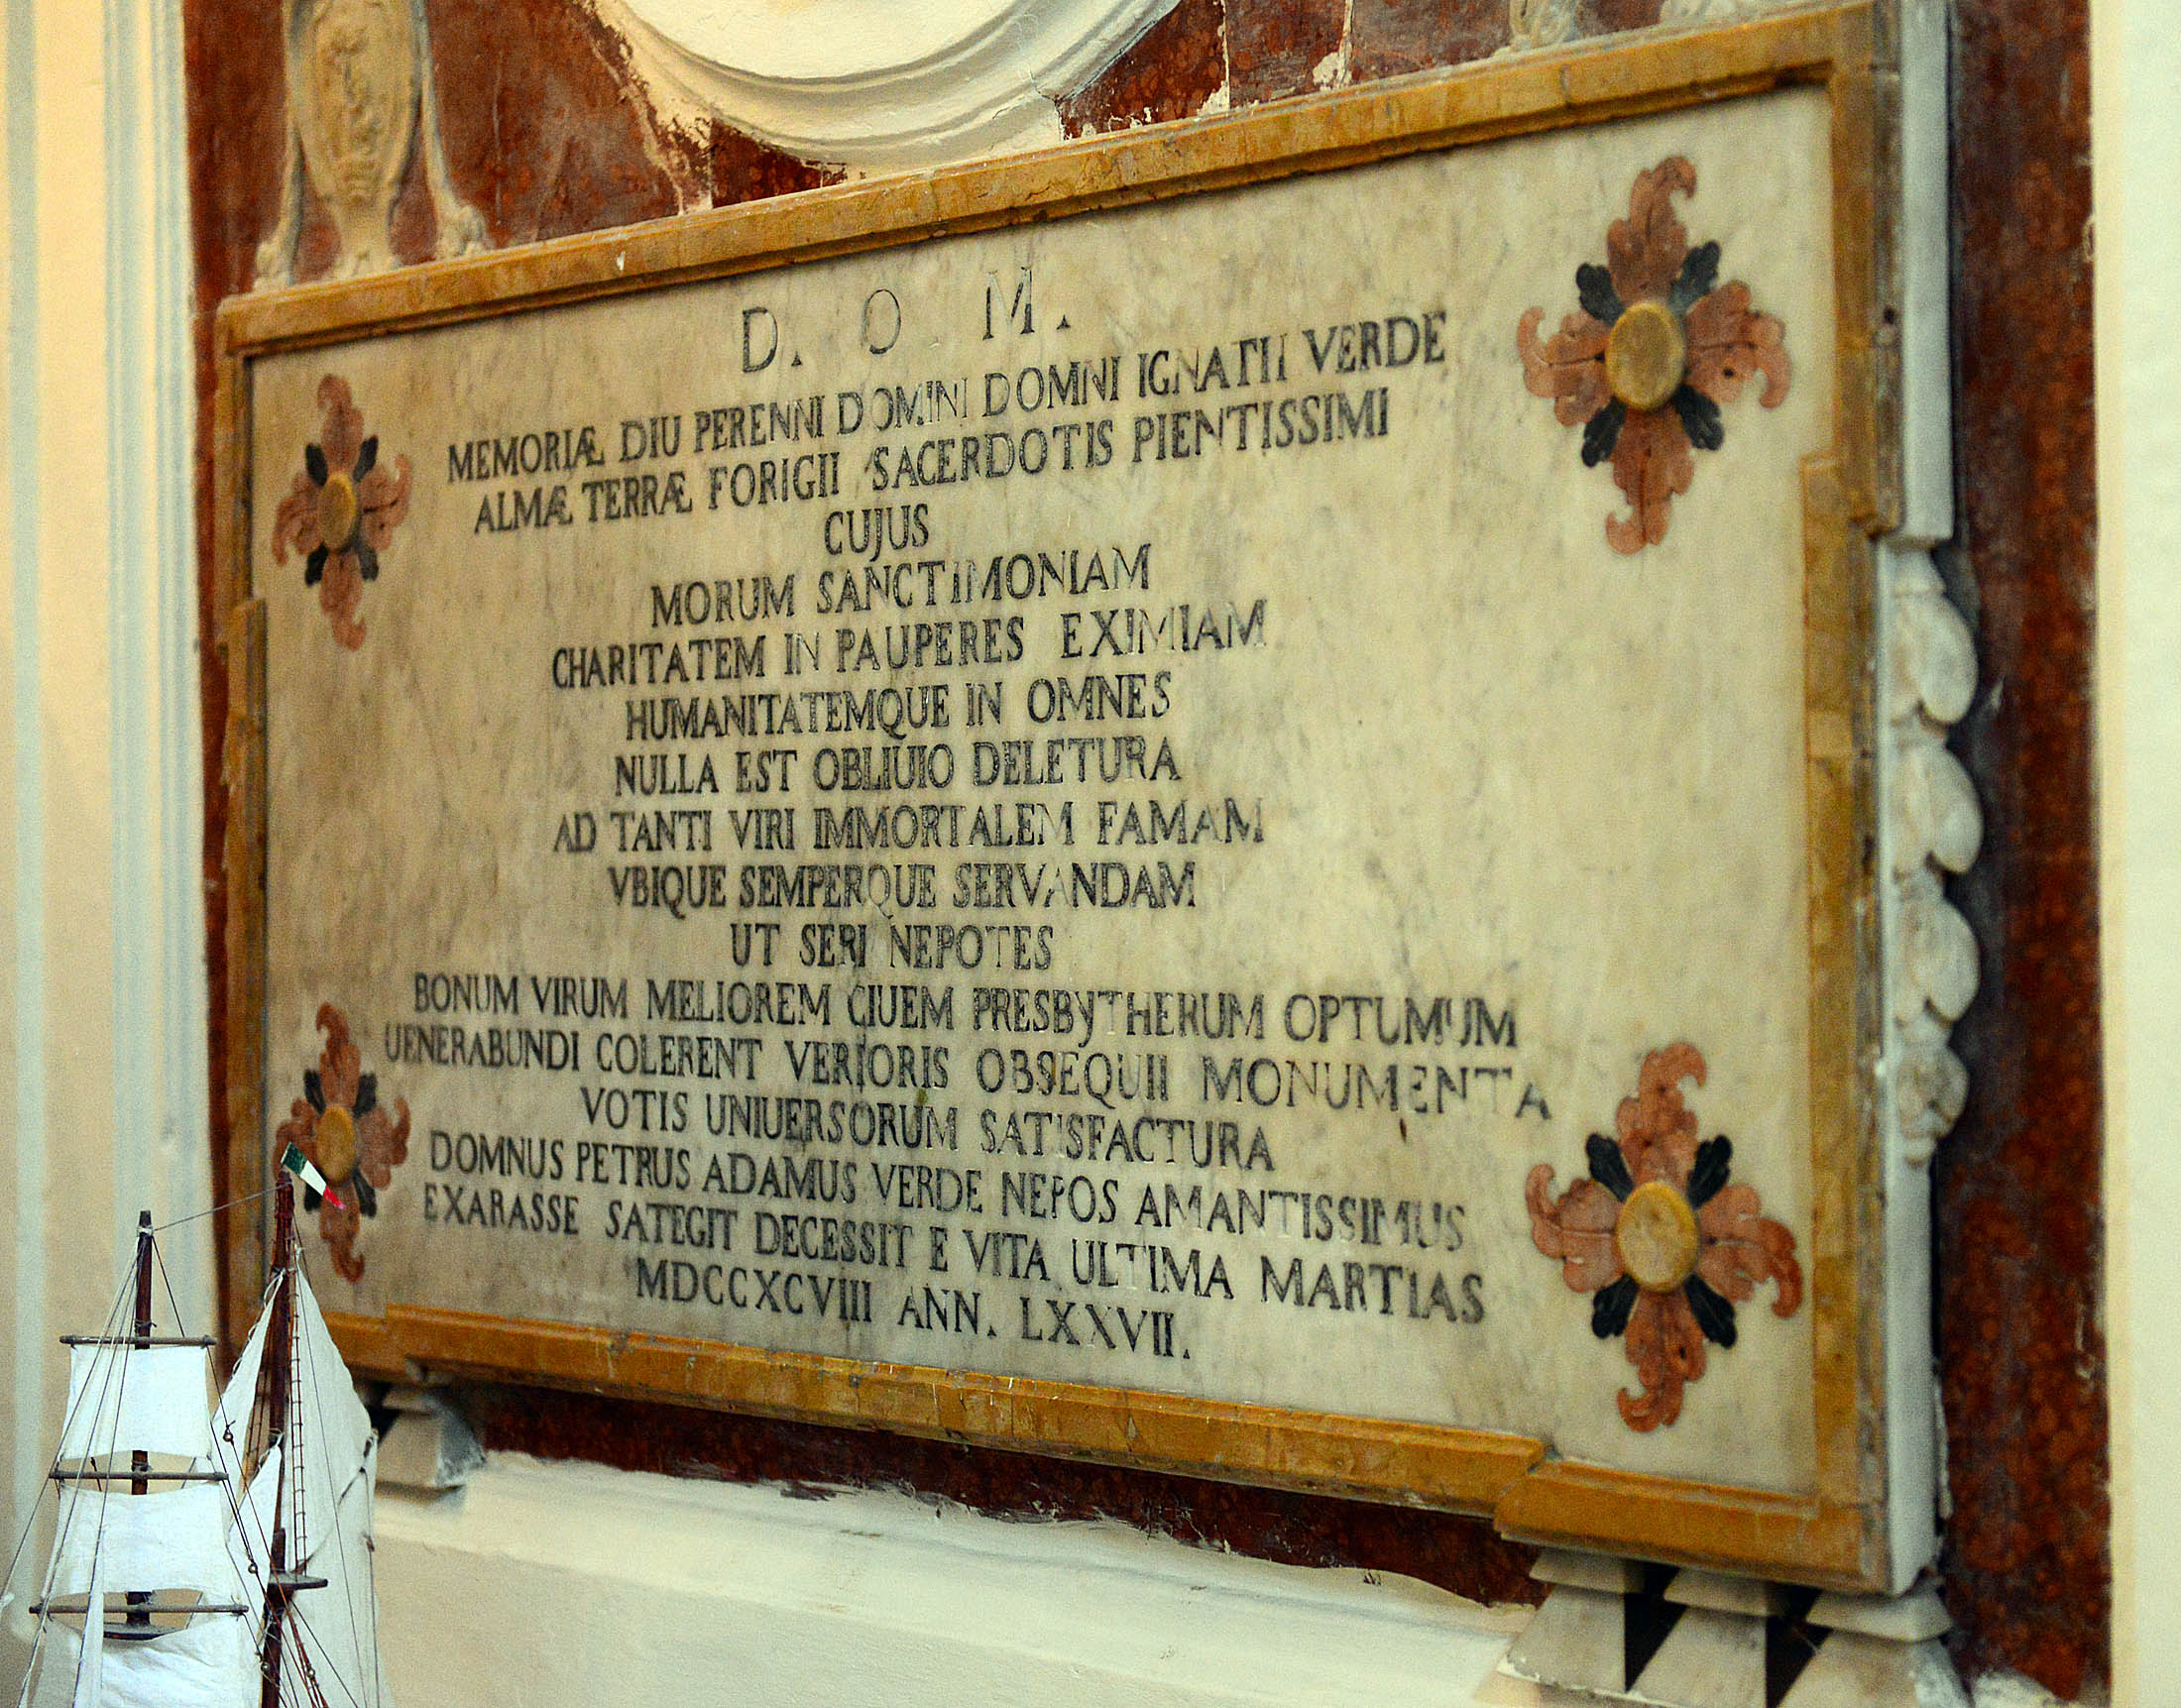 D. O M.
MEMORIÆ DIU PERENNI DOMINI DOMNI IGNATII VERDE
ALMÆ TERRÆ FORIGII SACERDOTIS PIENTISSIMI
CUJUS
MORUM SANCTIMONIAM
CHARITATEM IN PAUPERES EXIMIAM
HUMANITATEMQUE IN OMNES
NULLA EST OBLIUIO DELETURA
AD TANTI VIRI IMMORTALEM FAMAM
VBIQUE SEMPERQUE SERVANDAM
UT SERI NEPOTES
BONUM VIRUM MELIOREM CIUEM PRESBYTHERUM OPTUMUM
UENERABUNDI COLERENT VERIORIS OBSEQUII MONUMENTA
VOTIS UNIUERSORUM SATISFACTURA
DOMNUS PETRUS ADAMUS VERDE NEPOS AMANTISSIMUS
EXARASSE SATEGIT DECESSIT E VITA ULTIMA MARTIAS
MDCCXCVIII ANN. LXXVII.